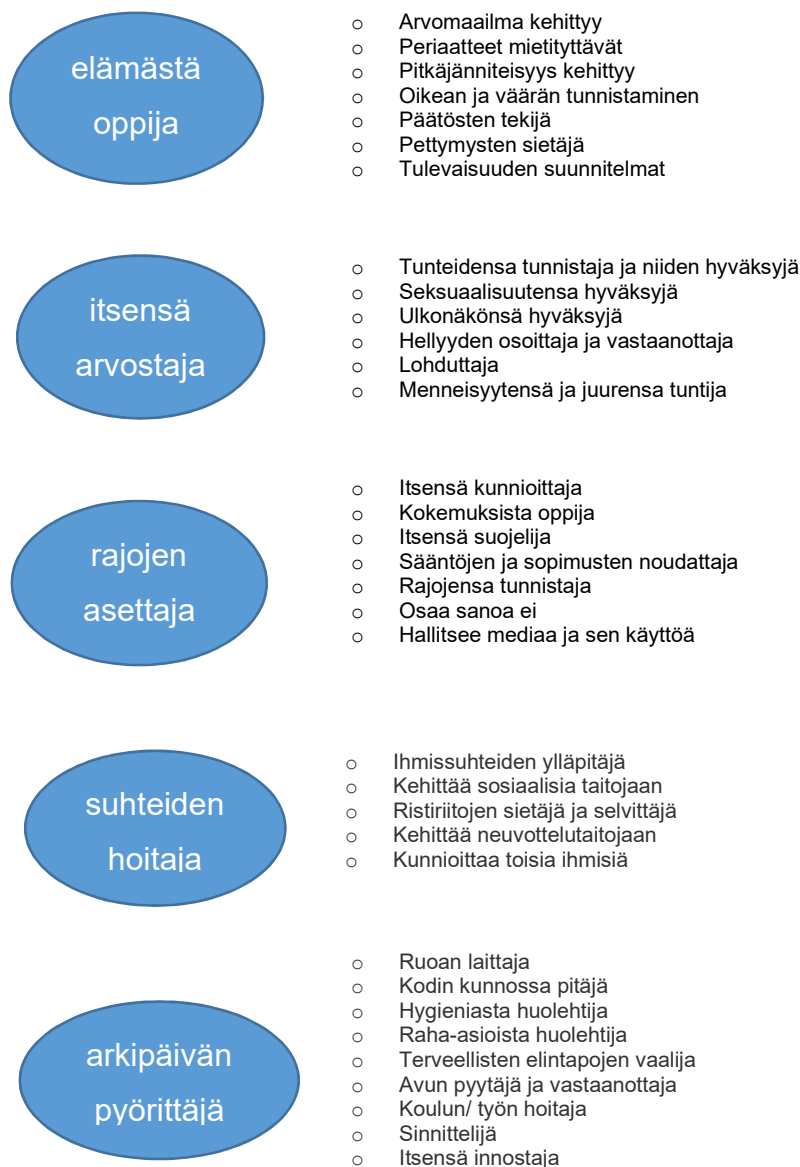 elämästä
oppija
o Arvomaailma kehittyy
o Periaatteet mietityttävät
o Pitkäjänniteisyys kehittyy
o Oikean ja väärän tunnistaminen
o Päätösten tekijä
o Pettymysten sietäjä
o Tulevaisuuden suunnitelmat
itsensä
arvostaja
o Tunteidensa tunnistaja ja niiden hyväksyjä
o Seksuaalisuutensa hyväksyjä
o Ulkonäkönsä hyväksyjä
o Hellyyden osoittaja ja vastaanottaja
o Lohduttaja
o Menneisyytensä ja juurensa tuntija
rajojen
asettaja
o Itsensä kunnioittaja
o Kokemuksista oppija
o Itsensä suojelija
o Sääntöjen ja sopimusten noudattaja
o Rajojensa tunnistaja
o Osaa sanoa ei
o Hallitsee mediaa ja sen käyttöä
suhteiden
hoitaja
o Ihmissuhteiden ylläpitäjä
o Kehittää sosiaalisia taitojaan
o Ristiriitojen sietäjä ja selvittäjä
o Kehittää neuvottelutaitojaan
o Kunnioittaa toisia ihmisiä
arkipäivän
pyörittäjä
o Ruoan laittaja
o Kodin kunnossa pitäjä
o Hygieniasta huolehtija
o Raha-asioista huolehtija
o Terveellisten elintapojen vaalija
o Avun pyytäjä ja vastaanottaja
o Koulun/ työn hoitaja
o Sinnittelijä
o Itsensä innostaja